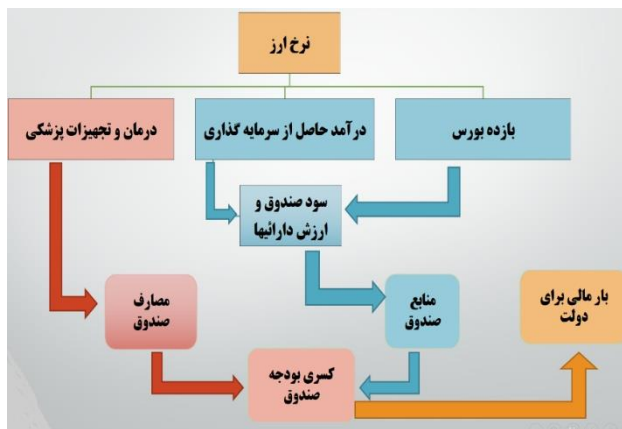 نرخ ارز
بازده بورس
درآمد حاصل از سرمایه گذاری
درمان و تجهیزات پزشکی
سود صندوق و
ارزش دارائیها
مصارف
صندوق
منابع
صندوق
بار مالی برای
دولت
کسری بودجه
صندوق